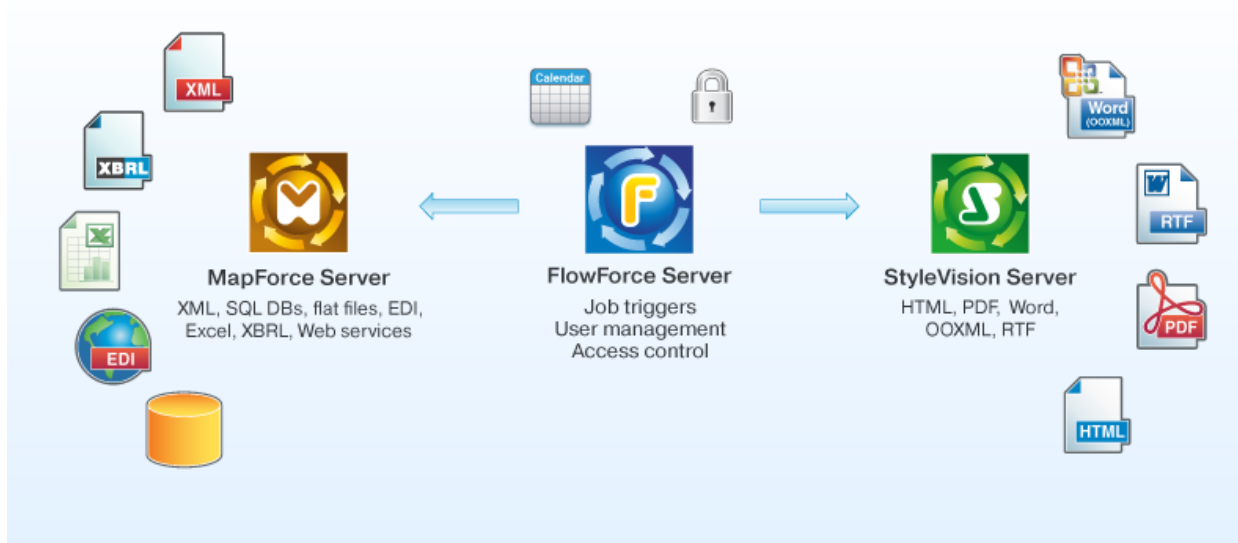 XML
XBRL
EDI
Calendar
MapForce Server
XML, SQL DBs, flat files, EDI,
Excel, XBRL, Web services
FlowForce Server
Job triggers
User management
Access control
StyleVision Server
HTML, PDF, Word,
OOXML, RTF
Word
(OOXML)
W
RTF
PDF
HTML